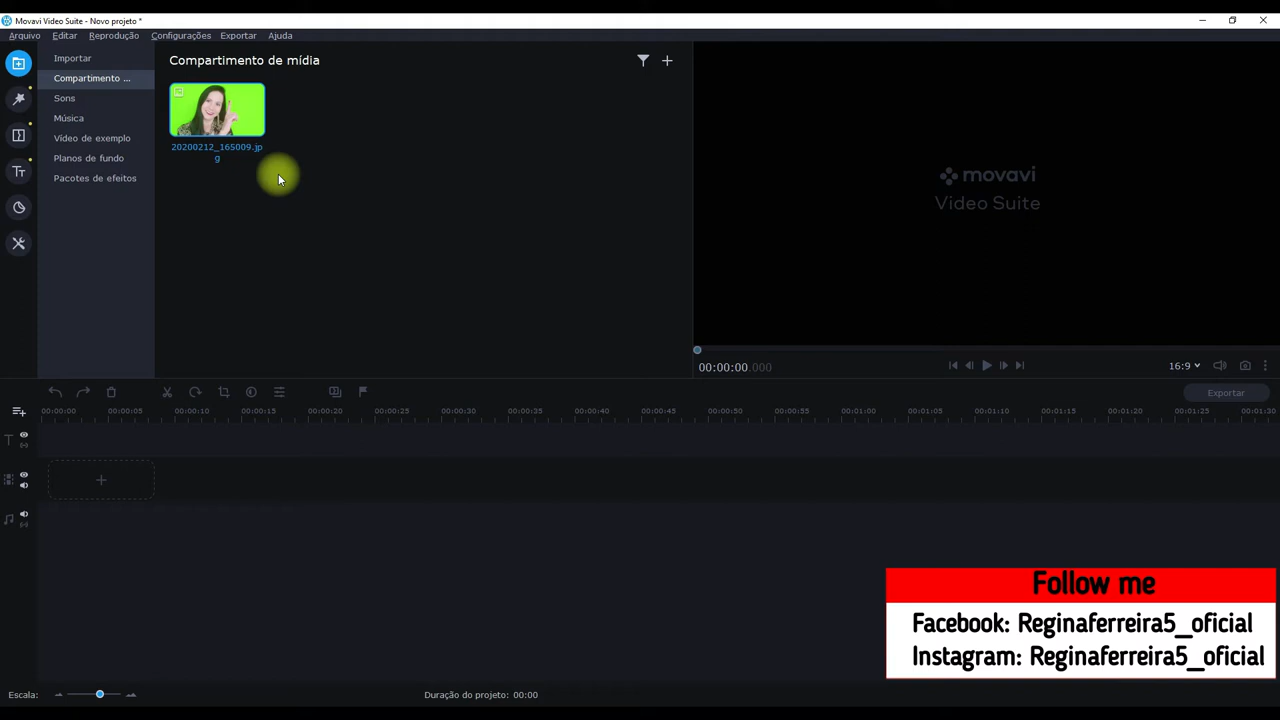 Movavi Video Suite - Novo projeto *
Arquivo Editar Reprodução Configurações Exportar Ajuda
Importar
Compartimento ...
Sons
Música
Vídeo de exemplo
Planos de fundo
Pacotes de efeitos
Compartimento de mídia
20200212_165009.jp
g
movavi
Video Suite
00:00:00.000
16:9
Exportar
00:00:00 00:00:05 00:00:10 00:00:15 00:00:20 00:00:25 00:00:30 00:00:35 00:00:40 00:00:45 00:00:50 00:00:55 00:01:00 00:01:05 00:01:10 00:01:15 00:01:20 00:01:25 00:01:30
Follow me
Facebook: Reginaferreira5_oficial
Instagram: Reginaferreira5_oficial
Escala:
Duração do projeto: 00:00